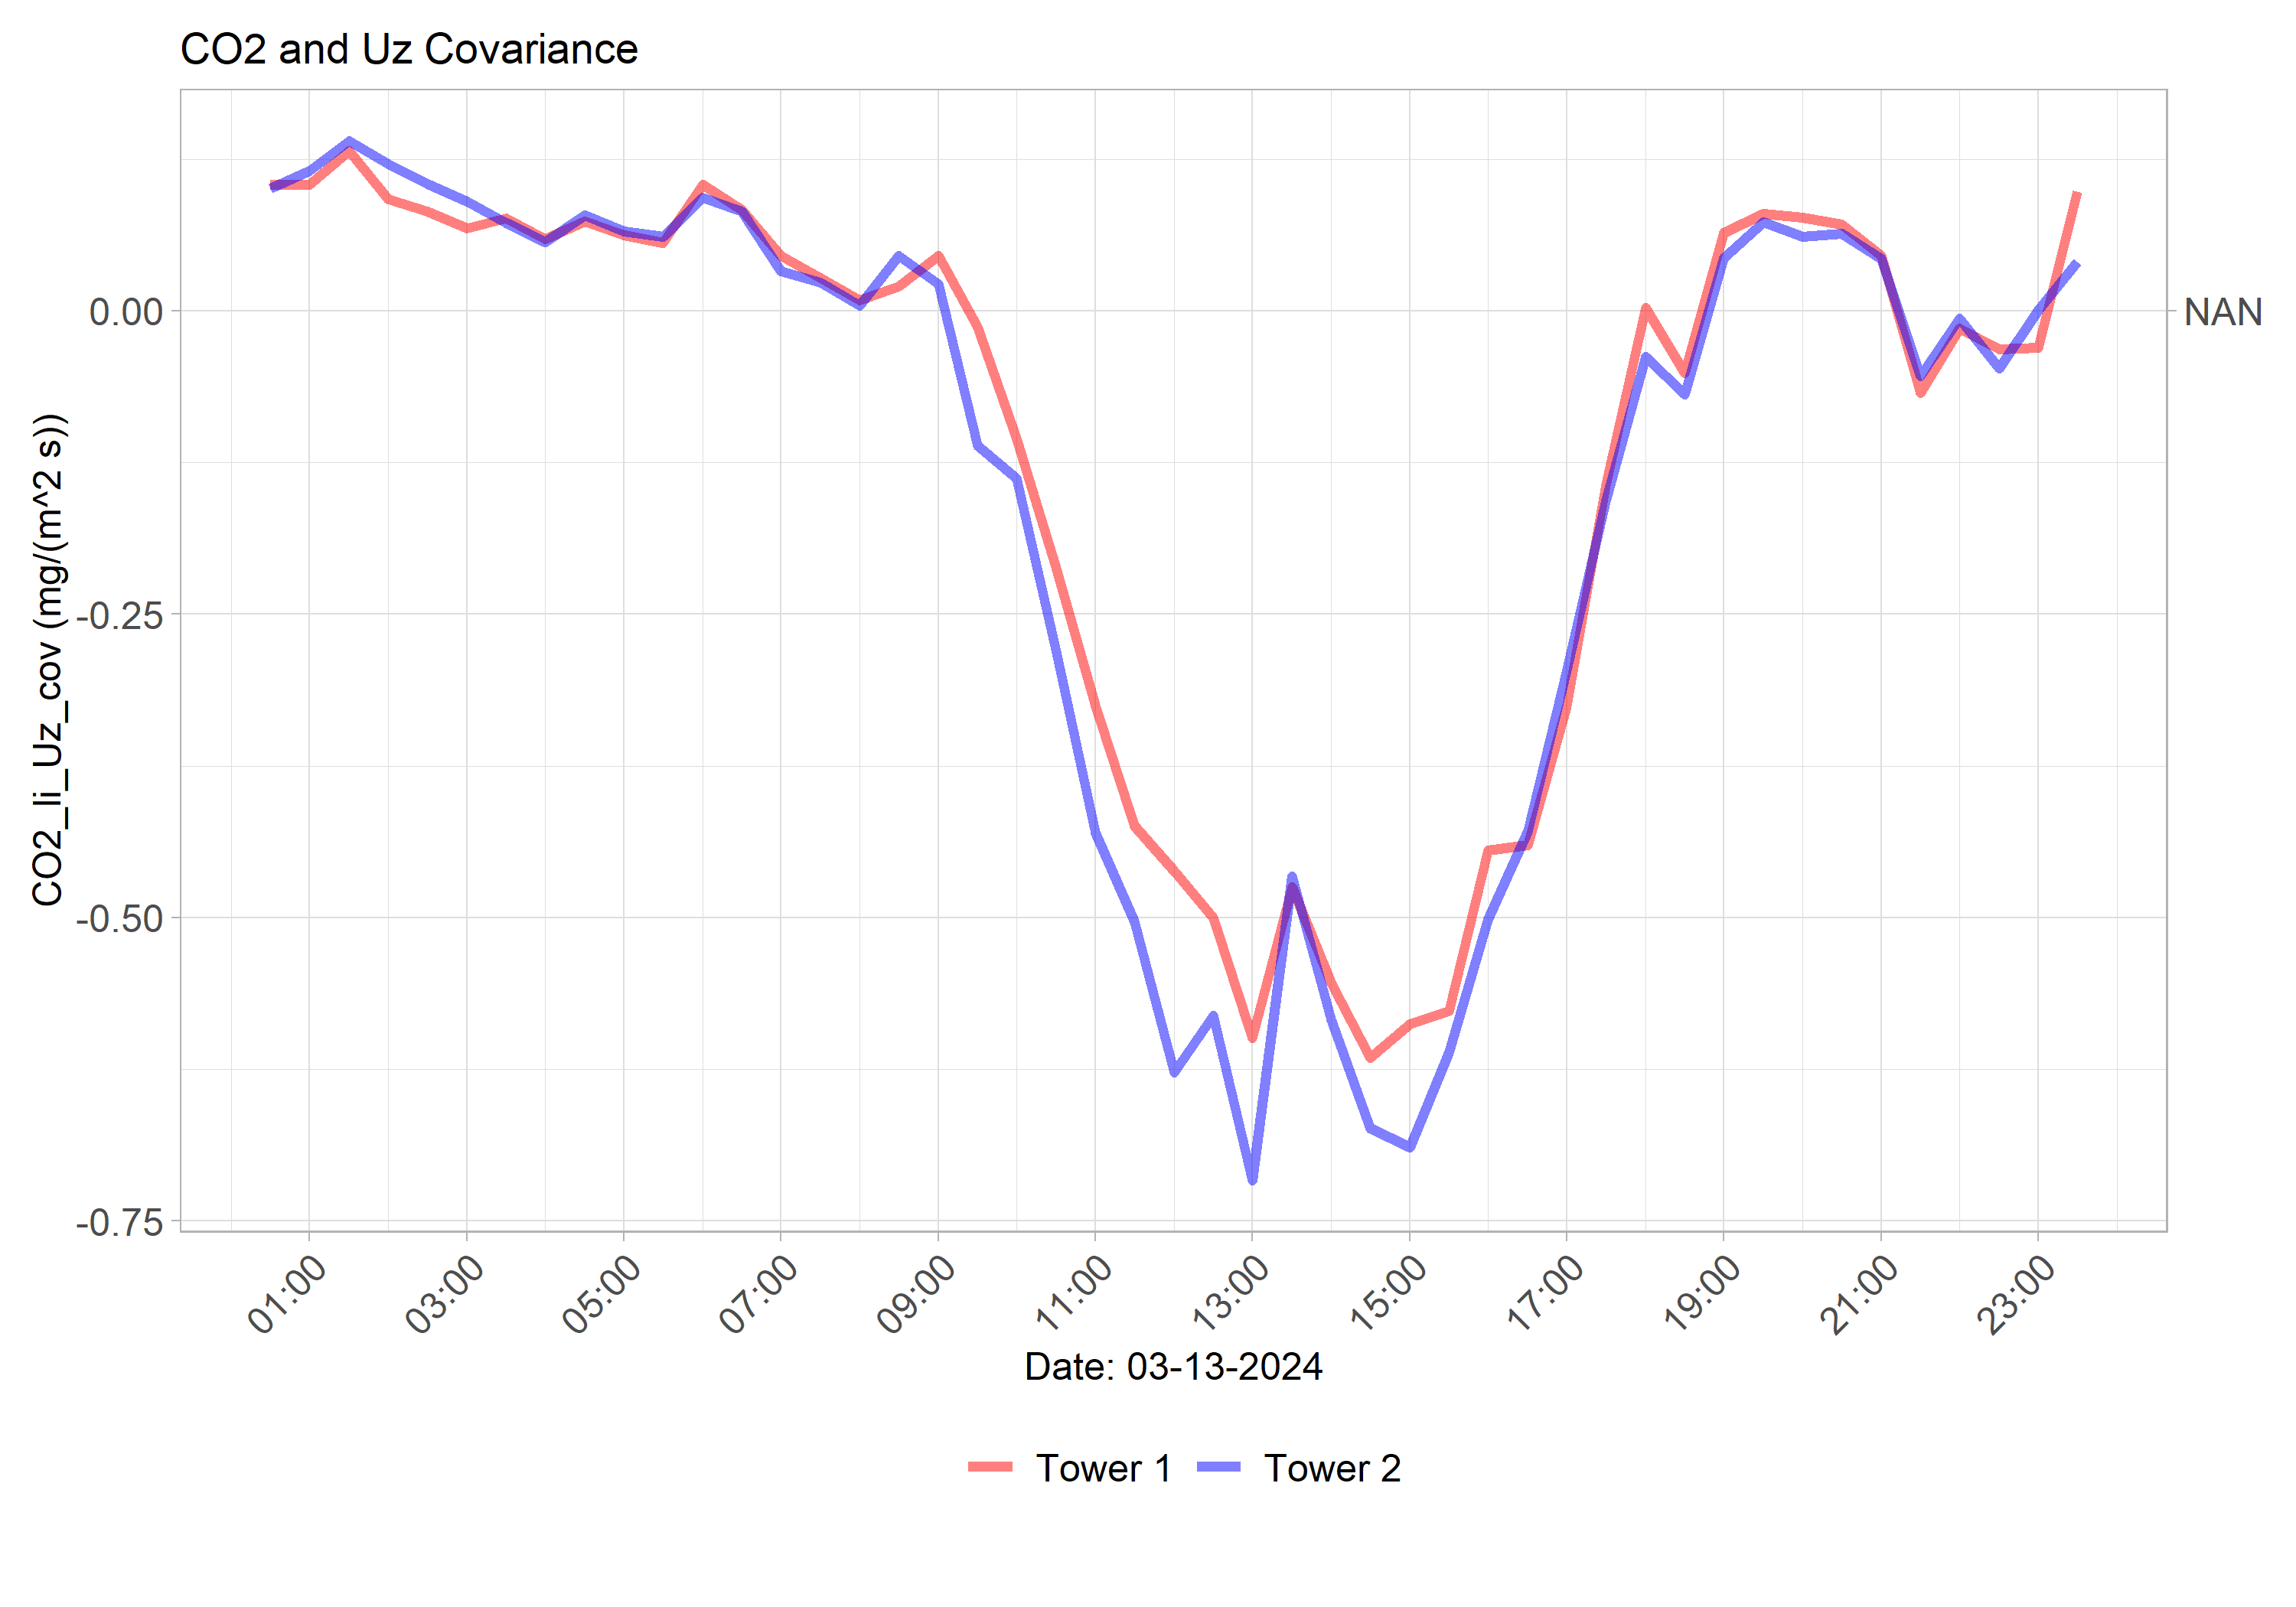 CO2 and Uz Covariance
CO2_li_Uz_cov (mg/(m^2 s))
0.00
-0.25
-0.50
-0.75
NAN
01:00
03:00
05:00
07:00
09:00
11:00
13:00
15:00
17:00
19:00
21:00
23:00
Date: 03-13-2024
Tower 1
Tower 2